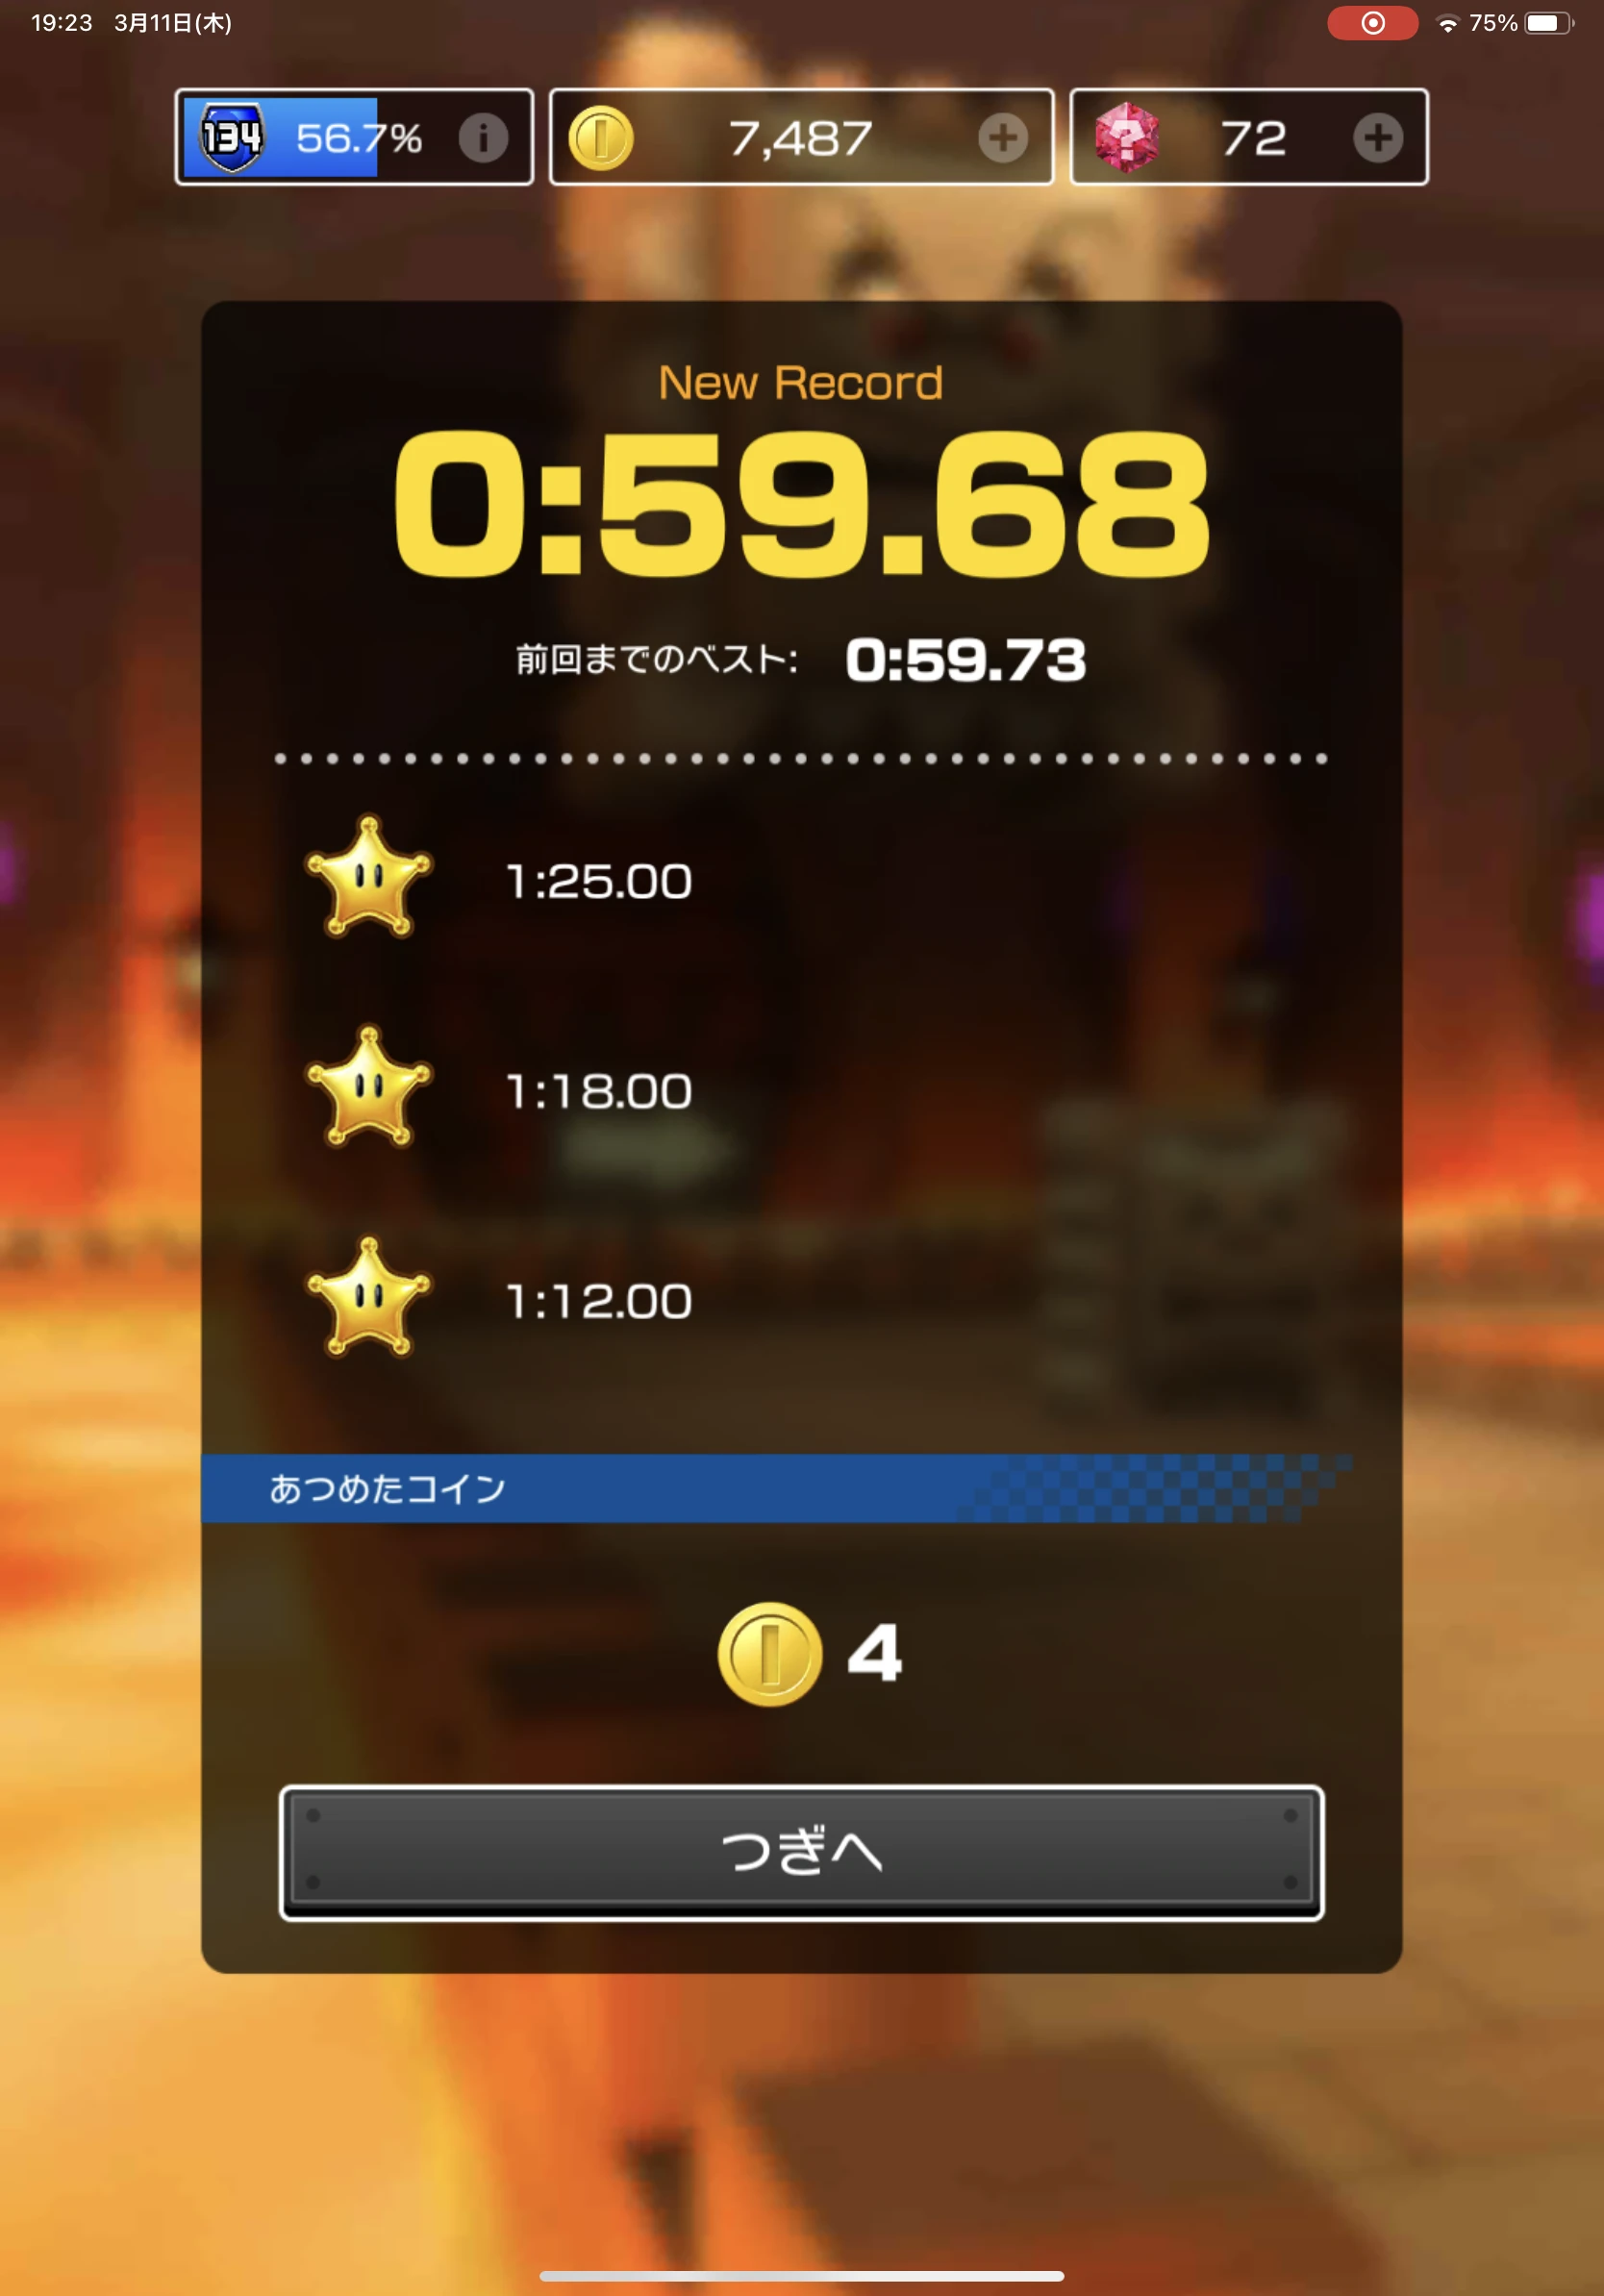 19:23 3月11日(木) 75%
134 56.7% i 7,487 + ? 72 +
New Record
0:59.68
前回までのベスト: 0:59.73
1:25.00
1:18.00
1:12.00
あつめたコイン
4
つぎへ